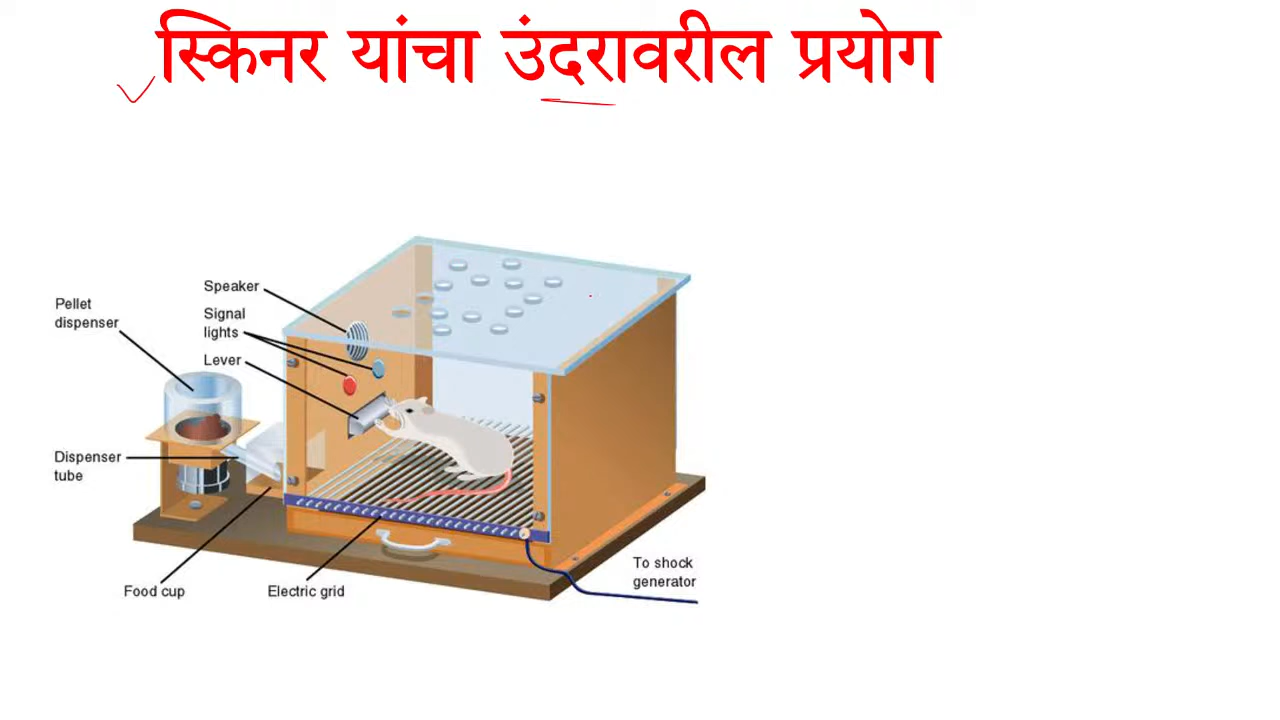 स्किनर यांचा उंदरावरील प्रयोग
Speaker
Pellet
dispenser
Signal
lights
Lever
Dispenser
tube
Food cup
Electric grid
To shock
generator